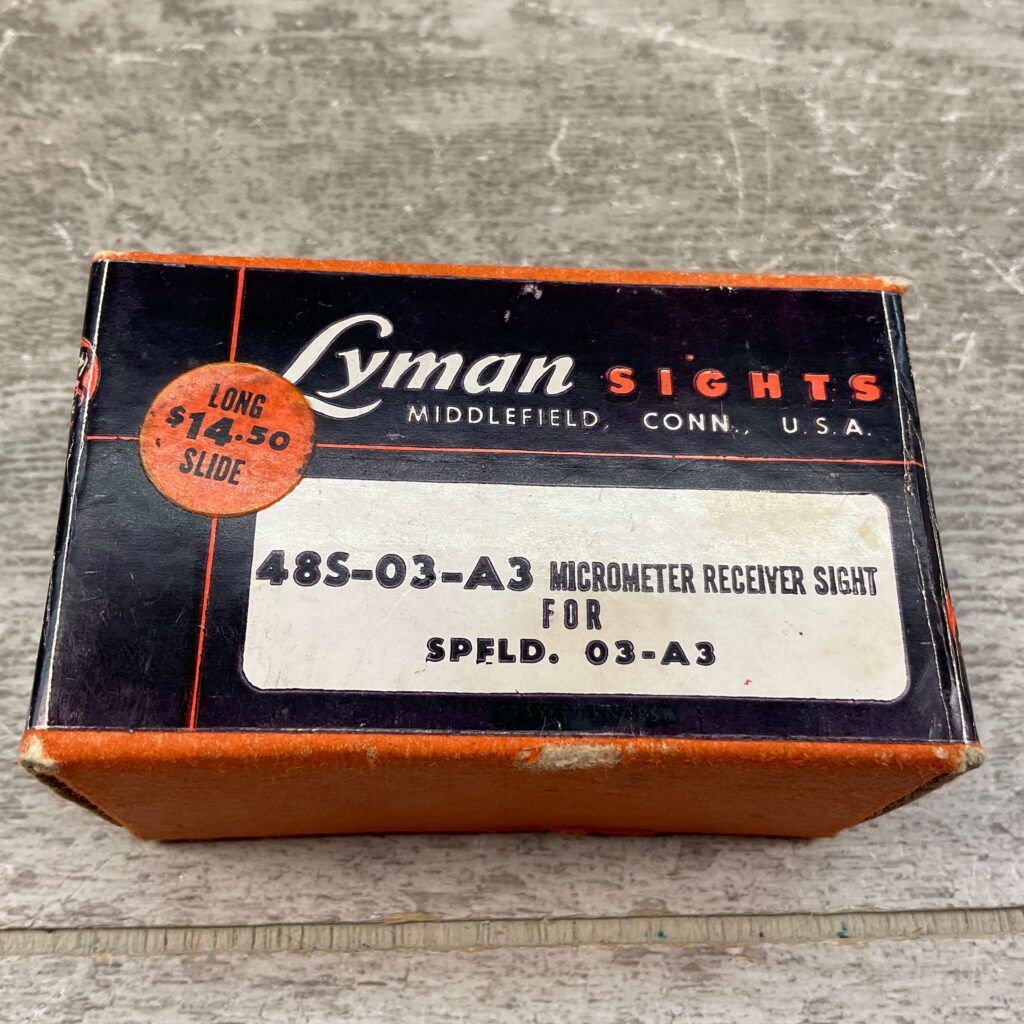 Lyman SIGHTS
MIDDLEFIELD, CONN., U.S.A.
LONG
$14.50
SLIDE
48S-03-A3 MICROMETER RECEIVER SIGHT
FOR
SPFLD. 03-A3